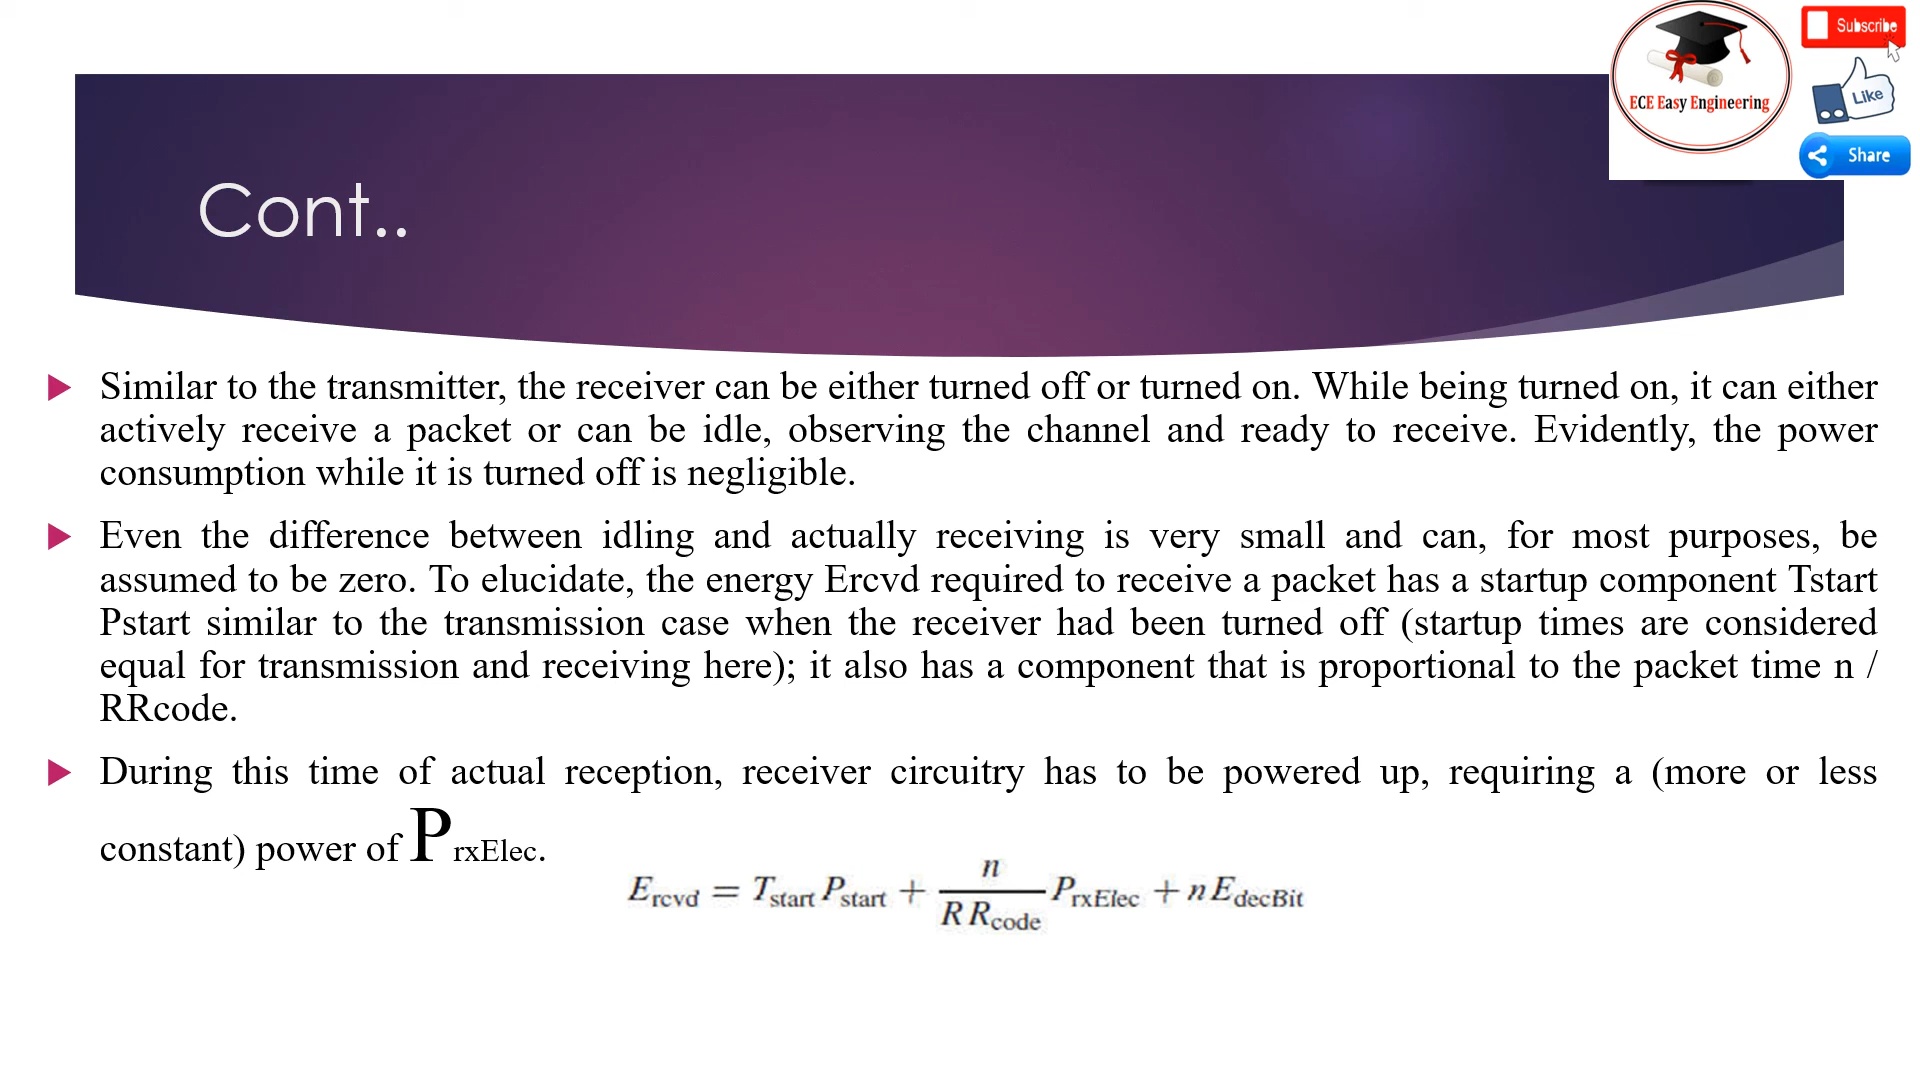 Subscribe
ECE Easy Engineering
Like
Share
Cont..
Similar to the transmitter, the receiver can be either turned off or turned on. While being turned on, it can either
actively receive a packet or can be idle, observing the channel and ready to receive. Evidently, the power
consumption while it is turned off is negligible.
Even the difference between idling and actually receiving is very small and can, for most purposes, be
assumed to be zero. To elucidate, the energy Ercvd required to receive a packet has a startup component Tstart
Pstart similar to the transmission case when the receiver had been turned off (startup times are considered
equal for transmission and receiving here); it also has a component that is proportional to the packet time n /
RRcode.
During this time of actual reception, receiver circuitry has to be powered up, requiring a (more or less
constant) power of PrxElec.
E_rcvd = T_start P_start + n / (R R_code) P_rxElec + n E_decBit